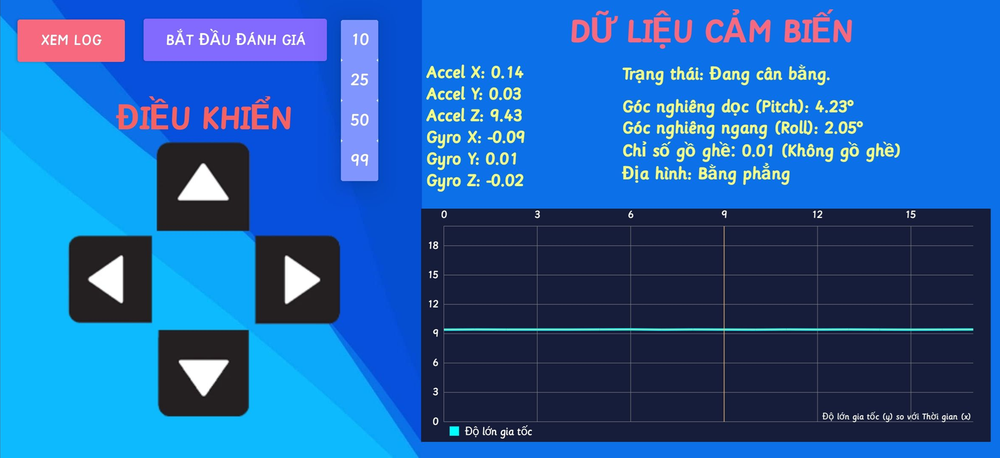 XEM LOG
BẮT ĐẦU ĐÁNH GIÁ
10
25
50
99
ĐIỀU KHIỂN
DỮ LIỆU CẢM BIẾN
Accel X: 0.14
Accel Y: 0.03
Accel Z: 9.43
Gyro X: -0.09
Gyro Y: 0.01
Gyro Z: -0.02
Trạng thái: Đang cân bằng.
Góc nghiêng dọc (Pitch): 4.23°
Góc nghiêng ngang (Roll): 2.05°
Chỉ số gồ ghề: 0.01 (Không gồ ghề)
Địa hình: Bằng phẳng
0 3 6 9 12 15
18
15
12
9
6
3
0
Độ lớn gia tốc (y) so với Thời gian (x)
Độ lớn gia tốc